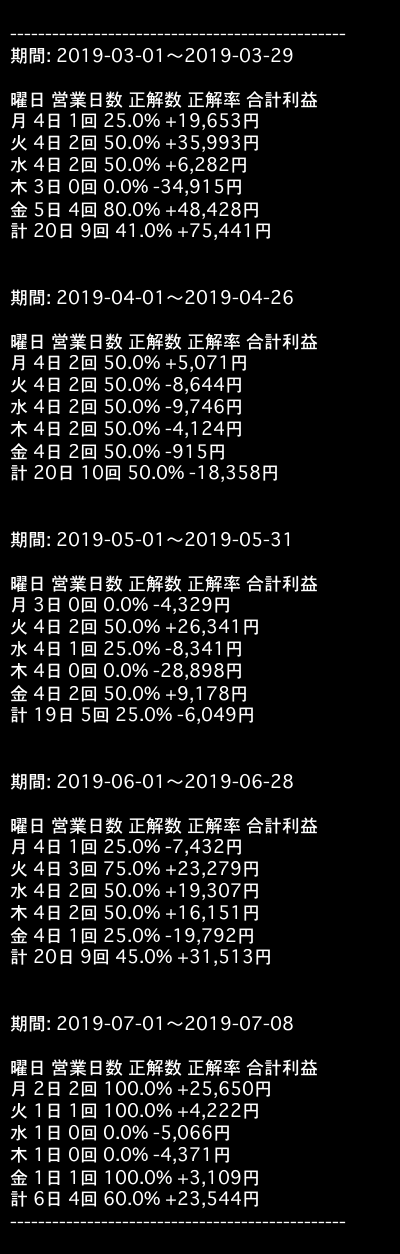 ------------------------------------------------
期間: 2019-03-01～2019-03-29
曜日 営業日数 正解数 正解率 合計利益
月 4日 1回 25.0% +19,653円
火 4日 2回 50.0% +35,993円
水 4日 2回 50.0% +6,282円
木 3日 0回 0.0% -34,915円
金 5日 4回 80.0% +48,428円
計 20日 9回 41.0% +75,441円
期間: 2019-04-01～2019-04-26
曜日 営業日数 正解数 正解率 合計利益
月 4日 2回 50.0% +5,071円
火 4日 2回 50.0% -8,644円
水 4日 2回 50.0% -9,746円
木 4日 2回 50.0% -4,124円
金 4日 2回 50.0% -915円
計 20日 10回 50.0% -18,358円
期間: 2019-05-01～2019-05-31
曜日 営業日数 正解数 正解率 合計利益
月 3日 0回 0.0% -4,329円
火 4日 2回 50.0% +26,341円
水 4日 1回 25.0% -8,341円
木 4日 0回 0.0% -28,898円
金 4日 2回 50.0% +9,178円
計 19日 5回 25.0% -6,049円
期間: 2019-06-01～2019-06-28
曜日 営業日数 正解数 正解率 合計利益
月 4日 1回 25.0% -7,432円
火 4日 3回 75.0% +23,279円
水 4日 2回 50.0% +19,307円
木 4日 2回 50.0% +16,151円
金 4日 1回 25.0% -19,792円
計 20日 9回 45.0% +31,513円
期間: 2019-07-01～2019-07-08
曜日 営業日数 正解数 正解率 合計利益
月 2日 2回 100.0% +25,650円
火 1日 1回 100.0% +4,222円
水 1日 0回 0.0% -5,066円
木 1日 0回 0.0% -4,371円
金 1日 1回 100.0% +3,109円
計 6日 4回 60.0% +23,544円
------------------------------------------------